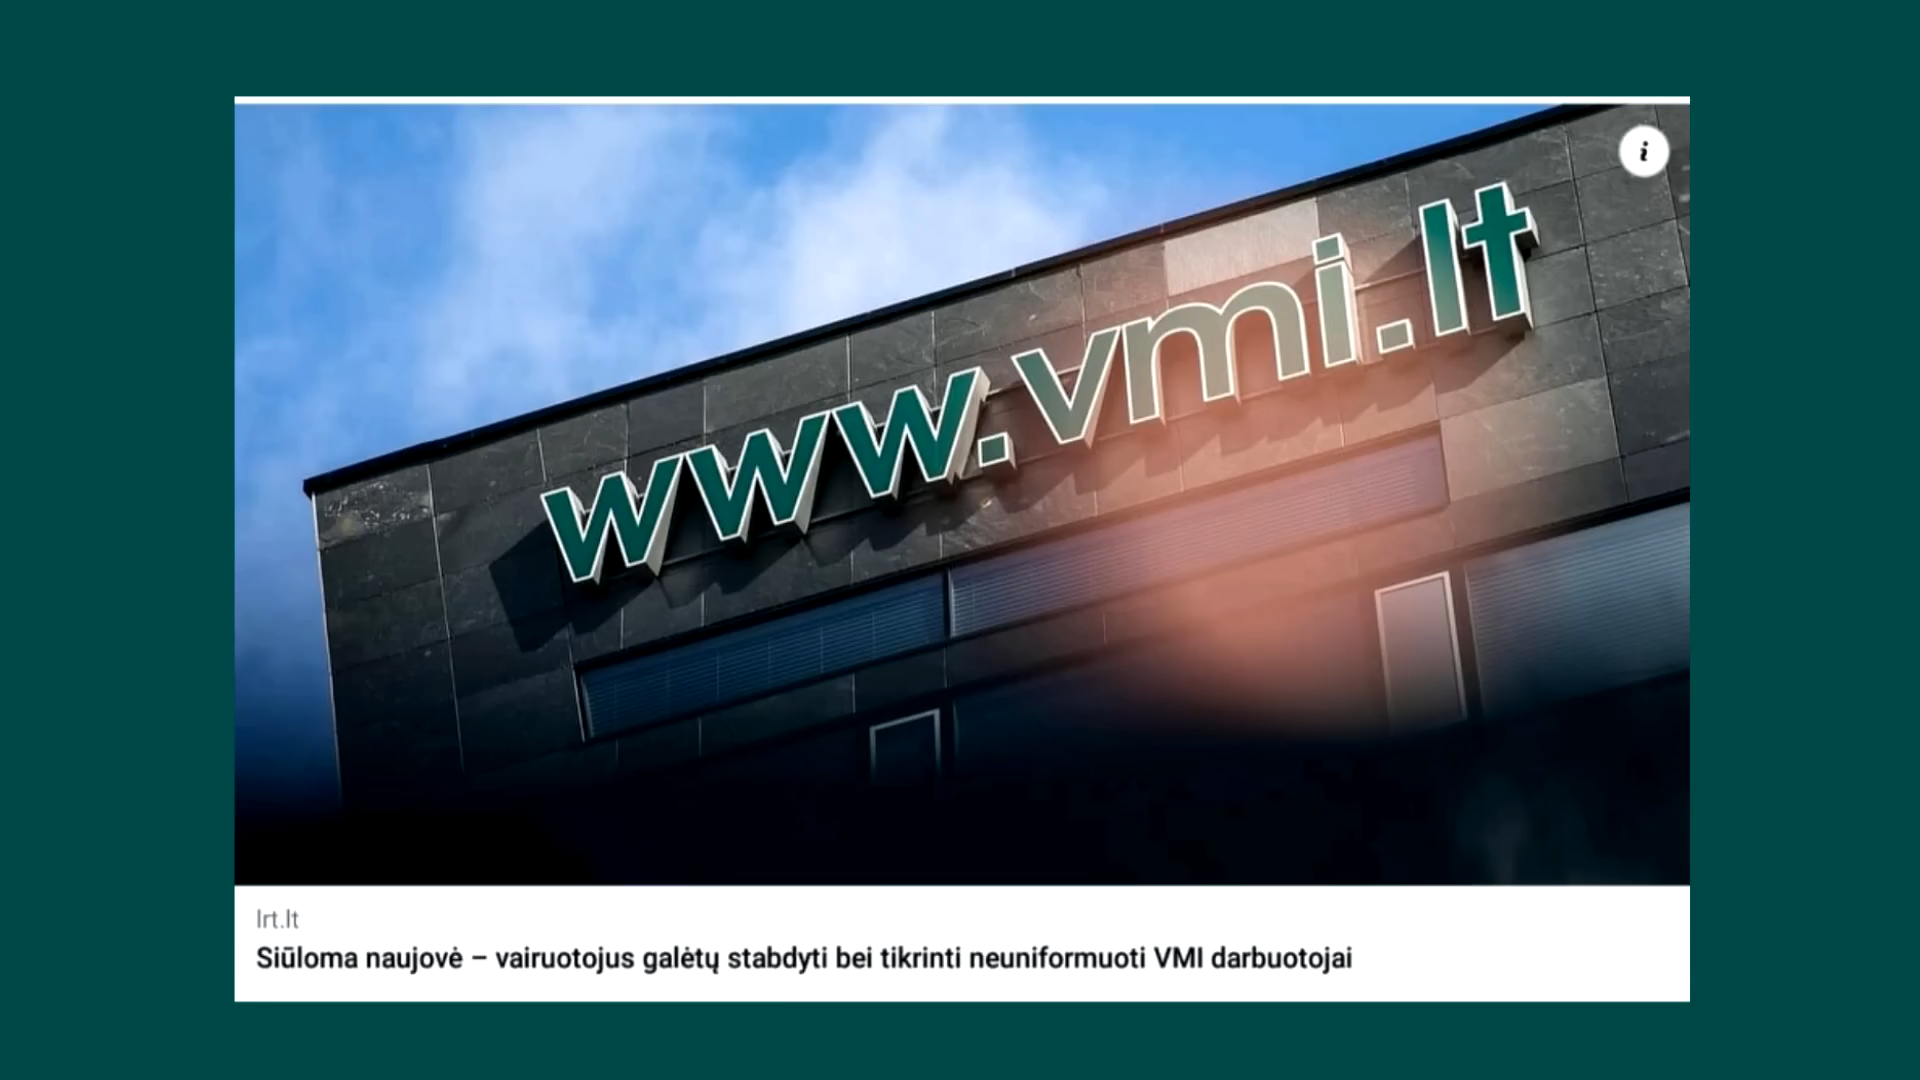 www.vmi.lt
i
lrt.lt
Siūloma naujovė – vairuotojus galėtų stabdyti bei tikrinti neuniformuoti VMI darbuotojai